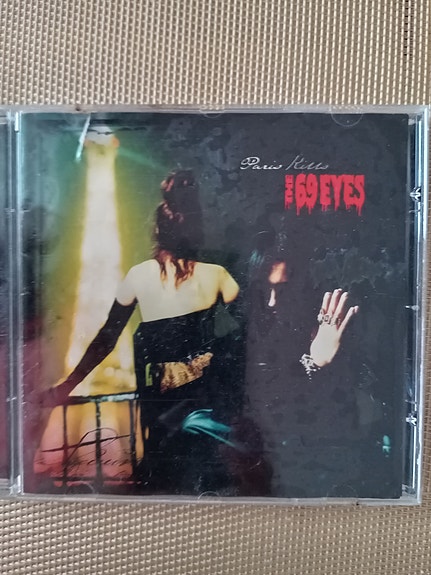 Paris Kills
THE 69 EYES